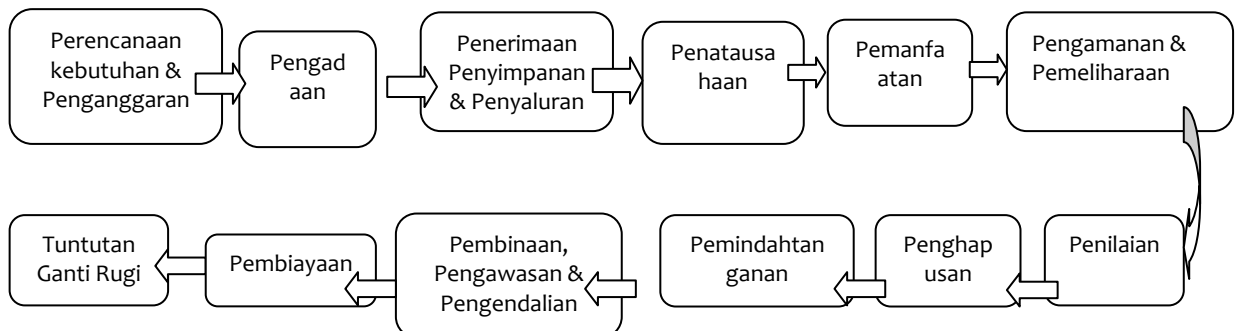 Perencanaan
kebutuhan &
Penganggaran
Pengad
aan
Penerimaan
Penyimpanan
& Penyaluran
Penatausa
haan
Pemanfa
atan
Pengamanan &
Pemeliharaan
Tuntutan
Ganti Rugi
Pembiayaan
Pembinaan,
Pengawasan &
Pengendalian
Pemindahtan
ganan
Penghap
usan
Penilaian